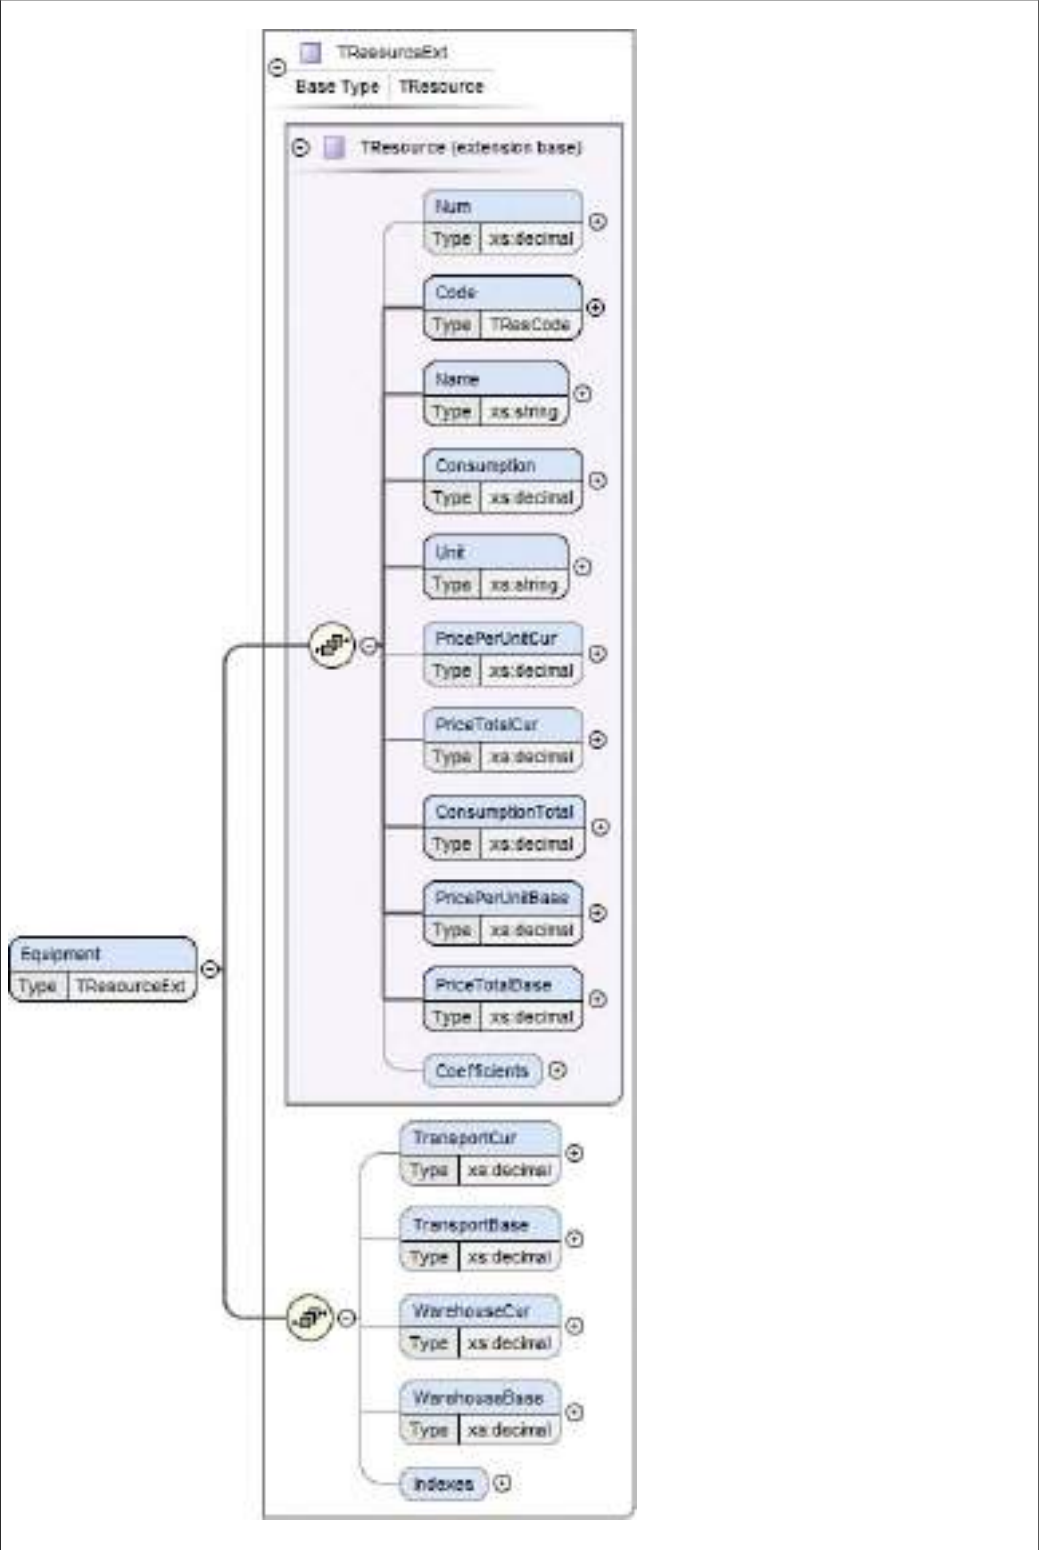 TResourceExt
Base Type TResource
TResource (extension base)
Num
Type xs:decimal
Code
Type TResCode
Name
Type xs:string
Consumption
Type xs:decimal
Unit
Type xs:string
PricePerUnitCur
Type xs:decimal
PriceTotalCur
Type xs:decimal
ConsumptionTotal
Type xs:decimal
PricePerUnitBase
Type xs:decimal
Equipment
Type TResourceExt
PriceTotalBase
Type xs:decimal
Coefficients
TransportCur
Type xs:decimal
TransportBase
Type xs:decimal
WarehouseCur
Type xs:decimal
WarehouseBase
Type xs:decimal
Indexes